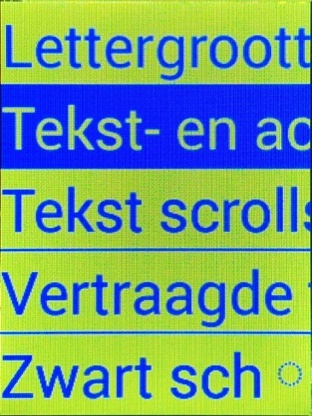 Lettergroott
Tekst- en ac
Tekst scrolls
Vertraagde
Zwart sch